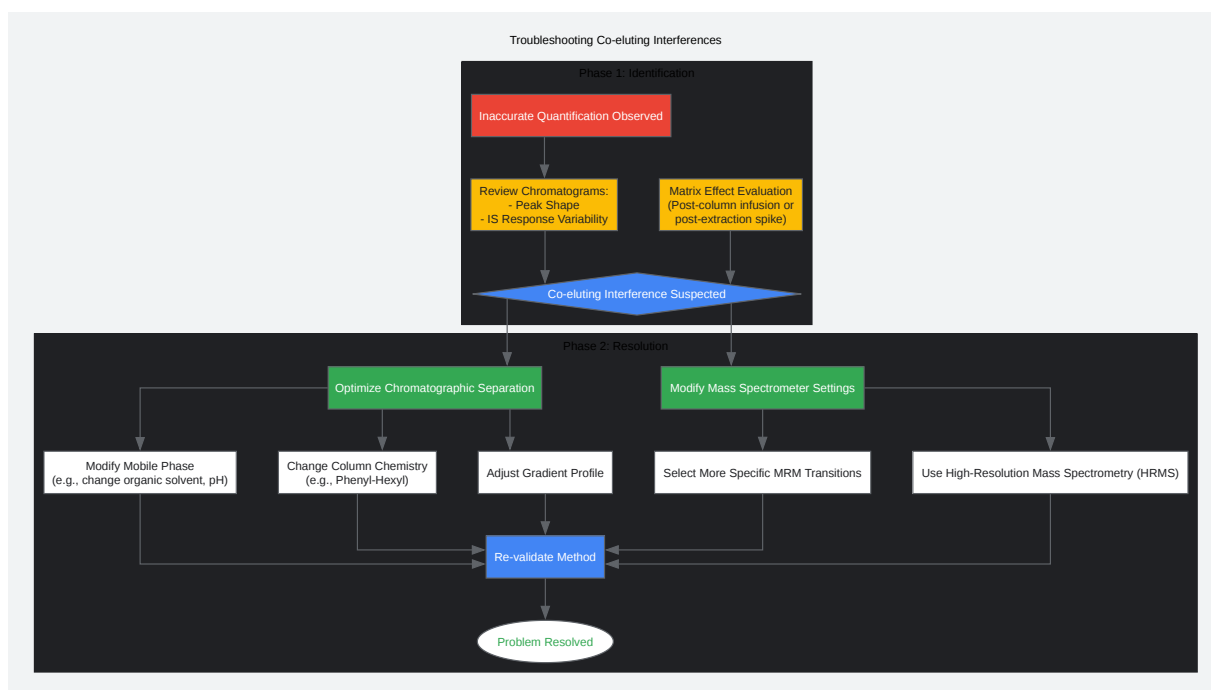 Troubleshooting Co-eluting Interferences
Phase 1: Identification
Inaccurate Quantification Observed
Review Chromatograms:
- Peak Shape
- IS Response Variability
Matrix Effect Evaluation
(Post-column infusion or
post-extraction spike)
Co-eluting Interference Suspected
Phase 2: Resolution
Optimize Chromatographic Separation
Modify Mass Spectrometer Settings
Modify Mobile Phase
(e.g., change organic solvent, pH)
Change Column Chemistry
(e.g., Phenyl-Hexyl)
Adjust Gradient Profile
Select More Specific MRM Transitions
Use High-Resolution Mass Spectrometry (HRMS)
Re-validate Method
Problem Resolved